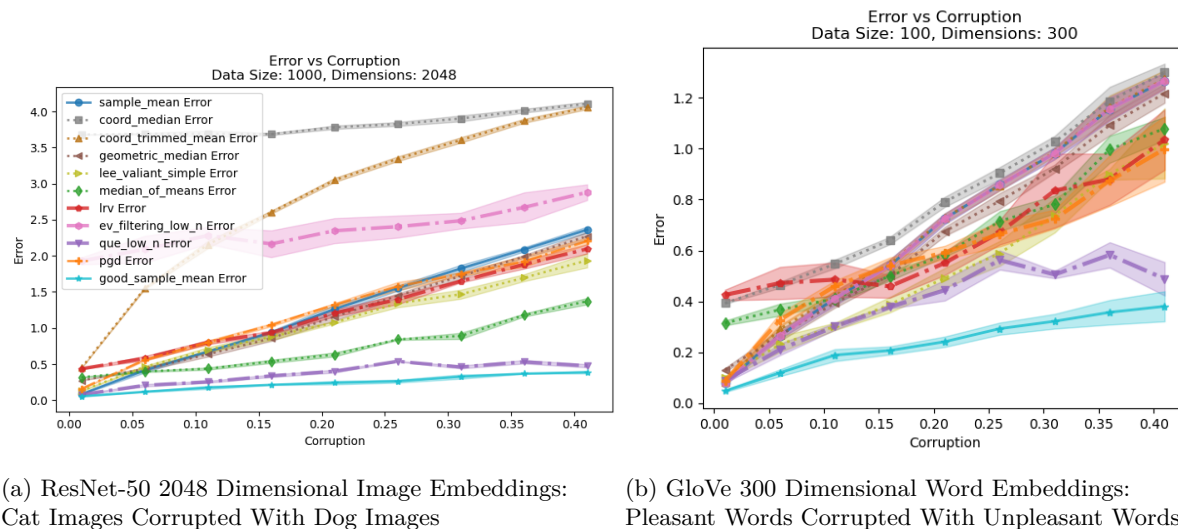 Error vs Corruption
Data Size: 1000, Dimensions: 2048
Error
4.0
3.5
3.0
2.5
2.0
1.5
1.0
0.5
0.0
sample_mean Error
coord_median Error
coord_trimmed_mean Error
geometric_median Error
lee_valiant_simple Error
median_of_means Error
lrv Error
ev_filtering_low_n Error
que_low_n Error
pgd Error
good_sample_mean Error
0.00 0.05 0.10 0.15 0.20 0.25 0.30 0.35 0.40
Corruption
(a) ResNet-50 2048 Dimensional Image Embeddings:
Cat Images Corrupted With Dog Images
Error vs Corruption
Data Size: 100, Dimensions: 300
Error
1.2
1.0
0.8
0.6
0.4
0.2
0.0
0.00 0.05 0.10 0.15 0.20 0.25 0.30 0.35 0.40
Corruption
(b) GloVe 300 Dimensional Word Embeddings:
Pleasant Words Corrupted With Unpleasant Words